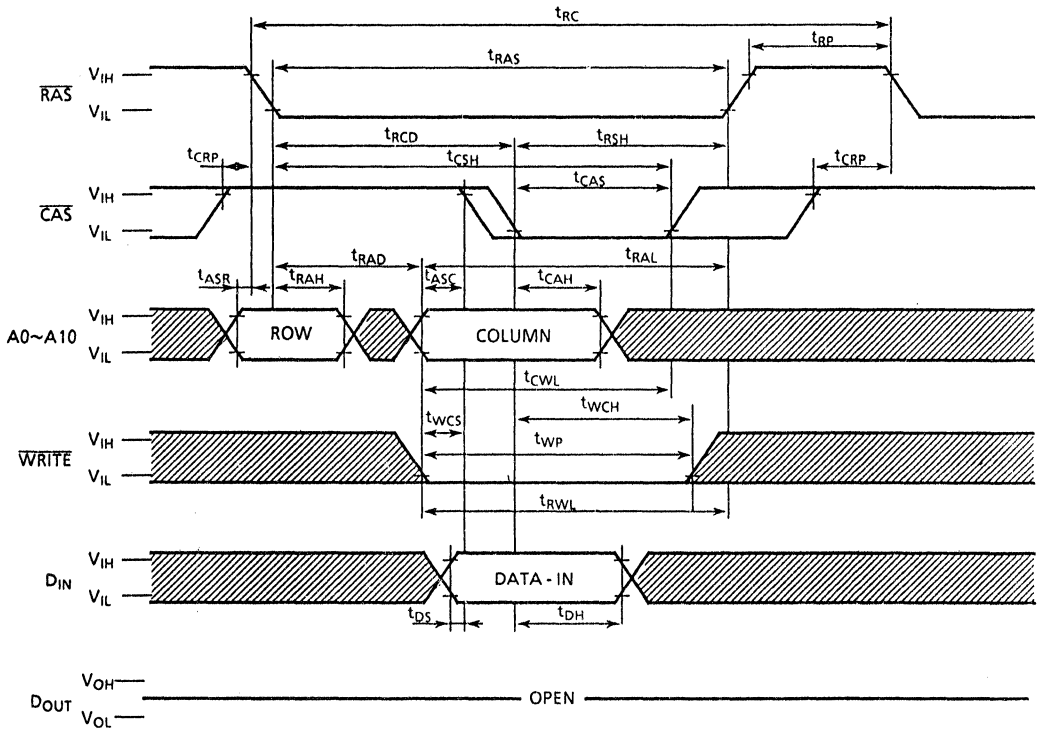 tRC
tRP
tRAS
RAS
VIH
VIL
tRCD
tRSH
tCRP
tCSH
tCRP
tCAS
CAS
VIH
VIL
tRAD
tRAL
tASR
tRAH
tASC
tCAH
A0~A10
VIH
VIL
ROW
COLUMN
tCWL
tWCH
tWCS
tWP
WRITE
VIH
VIL
tRWL
DIN
VIH
VIL
DATA - IN
tDS
tDH
DOUT
VOH
VOL
OPEN